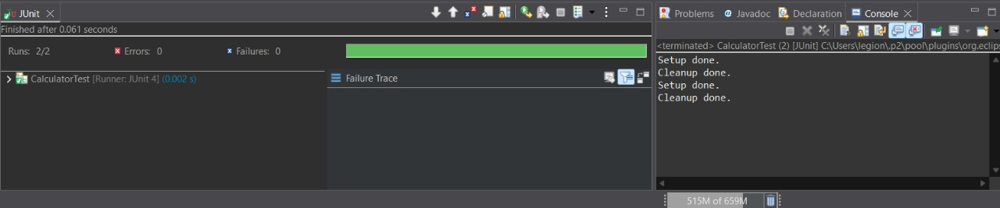 JUnit
Finished after 0.061 seconds
Runs: 2/2
Errors: 0
Failures: 0
CalculatorTest [Runner: JUnit 4] (0.002 s)
Failure Trace
Problems
Javadoc
Declaration
Console
<terminated> CalculatorTest (2) [JUnit] C:\Users\legion\.p2\pool\plugins\org.eclips
Setup done.
Cleanup done.
Setup done.
Cleanup done.
515M of 659M